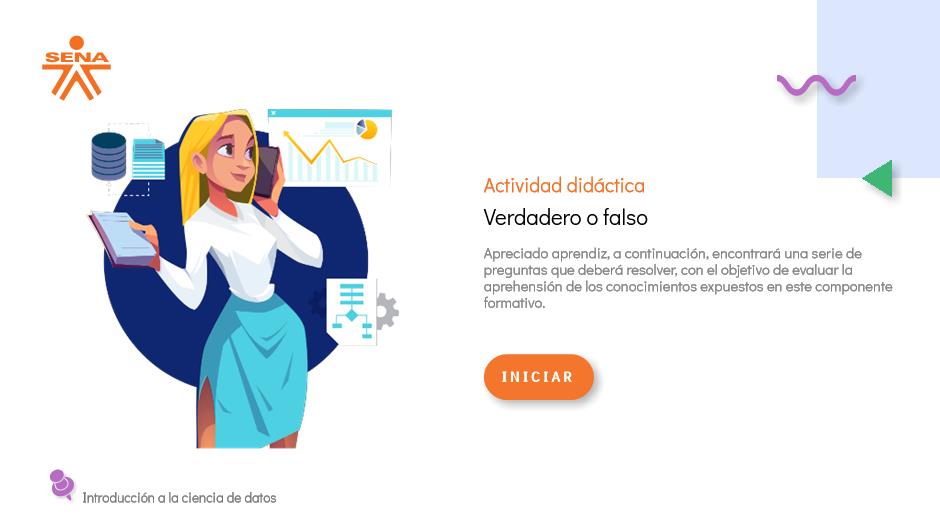 SENA
Actividad didáctica
Verdadero o falso
Apreciado aprendiz, a continuación, encontrará una serie de
preguntas que deberá resolver, con el objetivo de evaluar la
aprehensión de los conocimientos expuestos en este componente
formativo.
INICIAR
Introducción a la ciencia de datos